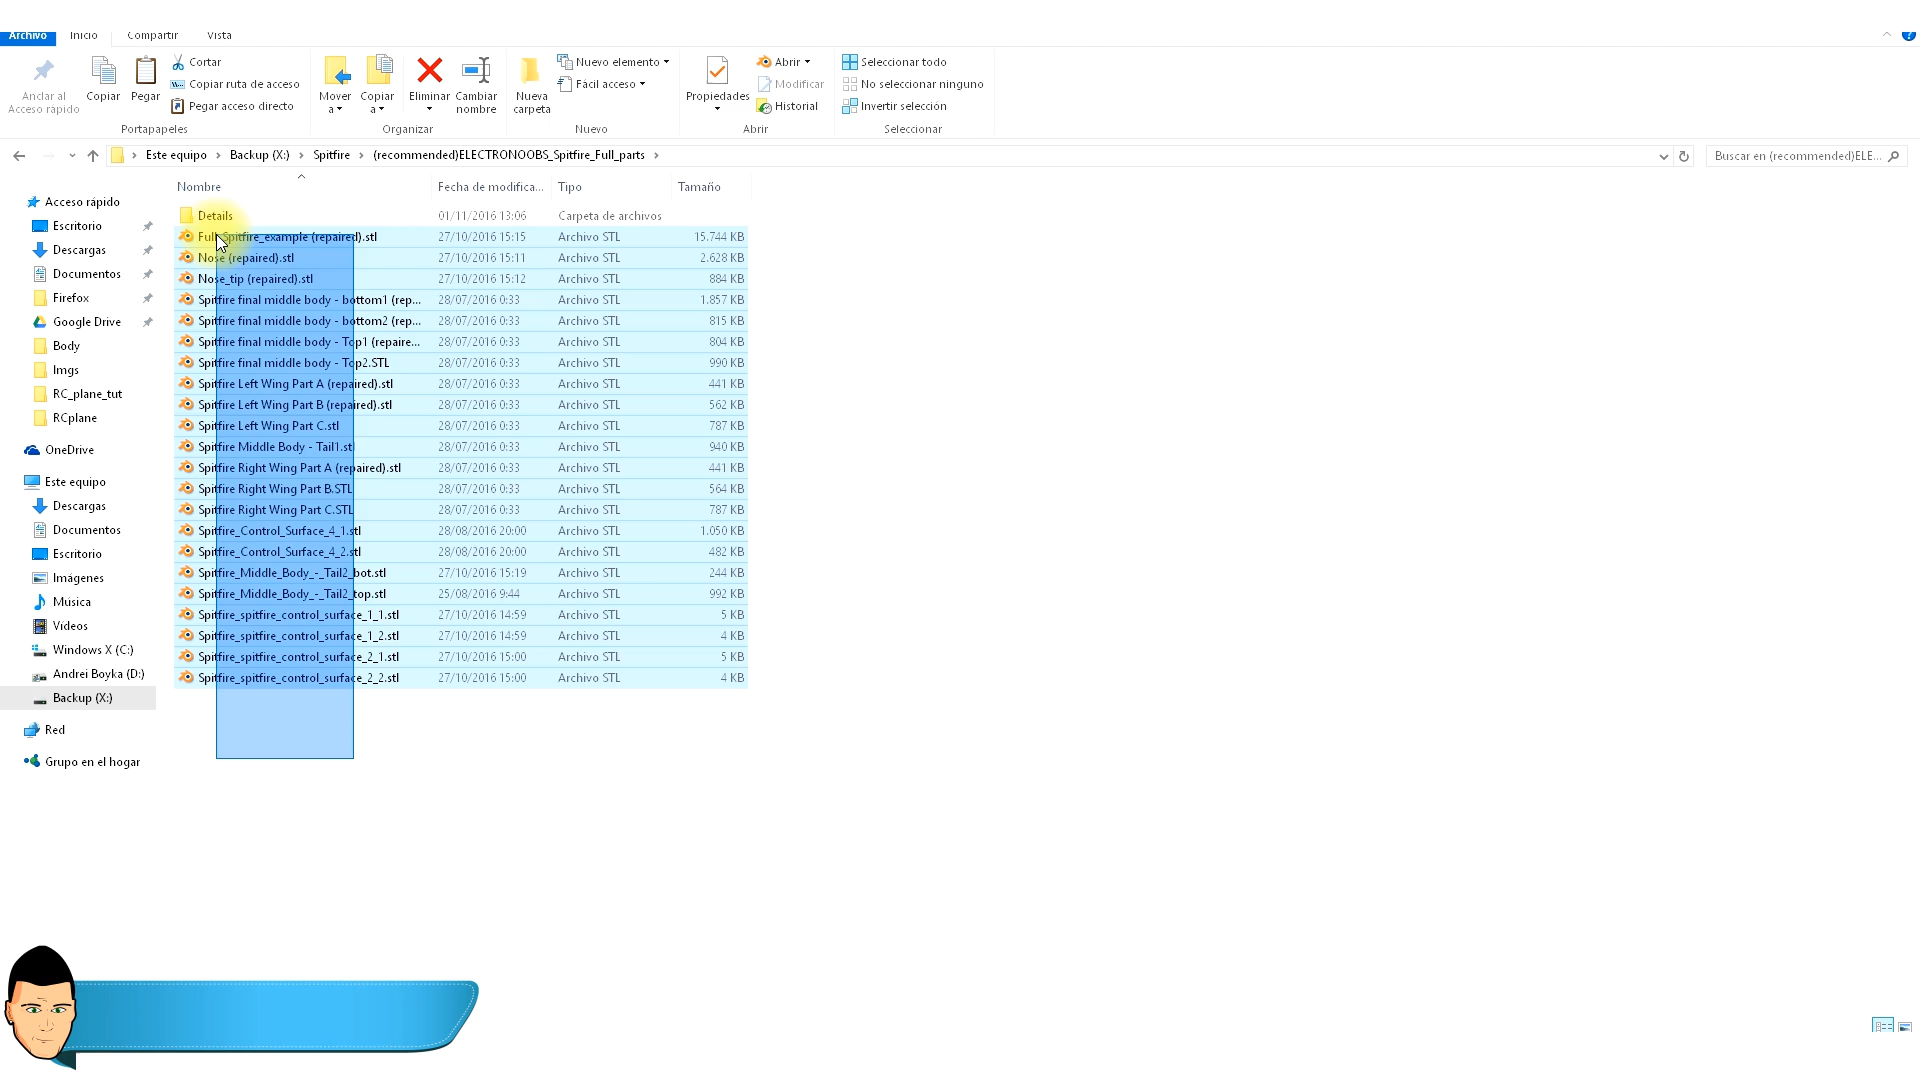 Archivo Inicio Compartir Vista
Anclar al Acceso rápido
Copiar
Pegar
Cortar
Copiar ruta de acceso
Pegar acceso directo
Portapapeles
Mover a
Copiar a
Eliminar
Cambiar nombre
Organizar
Nueva carpeta
Nuevo elemento
Fácil acceso
Nuevo
Propiedades
Abrir
Modificar
Historial
Abrir
Seleccionar todo
No seleccionar ninguno
Invertir selección
Seleccionar
Este equipo › Backup (X:) › Spitfire › (recommended)ELECTRONOOBS_Spitfire_Full_parts ›
Buscar en (recommended)ELE...
Acceso rápido
Escritorio
Descargas
Documentos
Firefox
Google Drive
Body
Imgs
RC_plane_tut
RCplane
OneDrive
Este equipo
Descargas
Documentos
Escritorio
Imágenes
Música
Vídeos
Windows X (C:)
Andrei Boyka (D:)
Backup (X:)
Red
Grupo en el hogar
Nombre Fecha de modifica... Tipo Tamaño
Details 01/11/2016 13:06 Carpeta de archivos
Full_Spitfire_example (repaired).stl 27/10/2016 15:15 Archivo STL 15.744 KB
Nose (repaired).stl 27/10/2016 15:11 Archivo STL 2.628 KB
Nose_tip (repaired).stl 27/10/2016 15:12 Archivo STL 884 KB
Spitfire final middle body - bottom1 (rep... 28/07/2016 0:33 Archivo STL 1.857 KB
Spitfire final middle body - bottom2 (rep... 28/07/2016 0:33 Archivo STL 815 KB
Spitfire final middle body - Top1 (repaire... 28/07/2016 0:33 Archivo STL 804 KB
Spitfire final middle body - Top2.STL 28/07/2016 0:33 Archivo STL 990 KB
Spitfire Left Wing Part A (repaired).stl 28/07/2016 0:33 Archivo STL 441 KB
Spitfire Left Wing Part B (repaired).stl 28/07/2016 0:33 Archivo STL 562 KB
Spitfire Left Wing Part C.stl 28/07/2016 0:33 Archivo STL 787 KB
Spitfire Middle Body - Tail1.stl 28/07/2016 0:33 Archivo STL 940 KB
Spitfire Right Wing Part A (repaired).stl 28/07/2016 0:33 Archivo STL 441 KB
Spitfire Right Wing Part B.STL 28/07/2016 0:33 Archivo STL 564 KB
Spitfire Right Wing Part C.STL 28/07/2016 0:33 Archivo STL 787 KB
Spitfire_Control_Surface_4_1.stl 28/08/2016 20:00 Archivo STL 1.050 KB
Spitfire_Control_Surface_4_2.stl 28/08/2016 20:00 Archivo STL 482 KB
Spitfire_Middle_Body_-_Tail2_bot.stl 27/10/2016 15:19 Archivo STL 244 KB
Spitfire_Middle_Body_-_Tail2_top.stl 25/08/2016 9:44 Archivo STL 992 KB
Spitfire_spitfire_control_surface_1_1.stl 27/10/2016 14:59 Archivo STL 5 KB
Spitfire_spitfire_control_surface_1_2.stl 27/10/2016 14:59 Archivo STL 4 KB
Spitfire_spitfire_control_surface_2_1.stl 27/10/2016 15:00 Archivo STL 5 KB
Spitfire_spitfire_control_surface_2_2.stl 27/10/2016 15:00 Archivo STL 4 KB